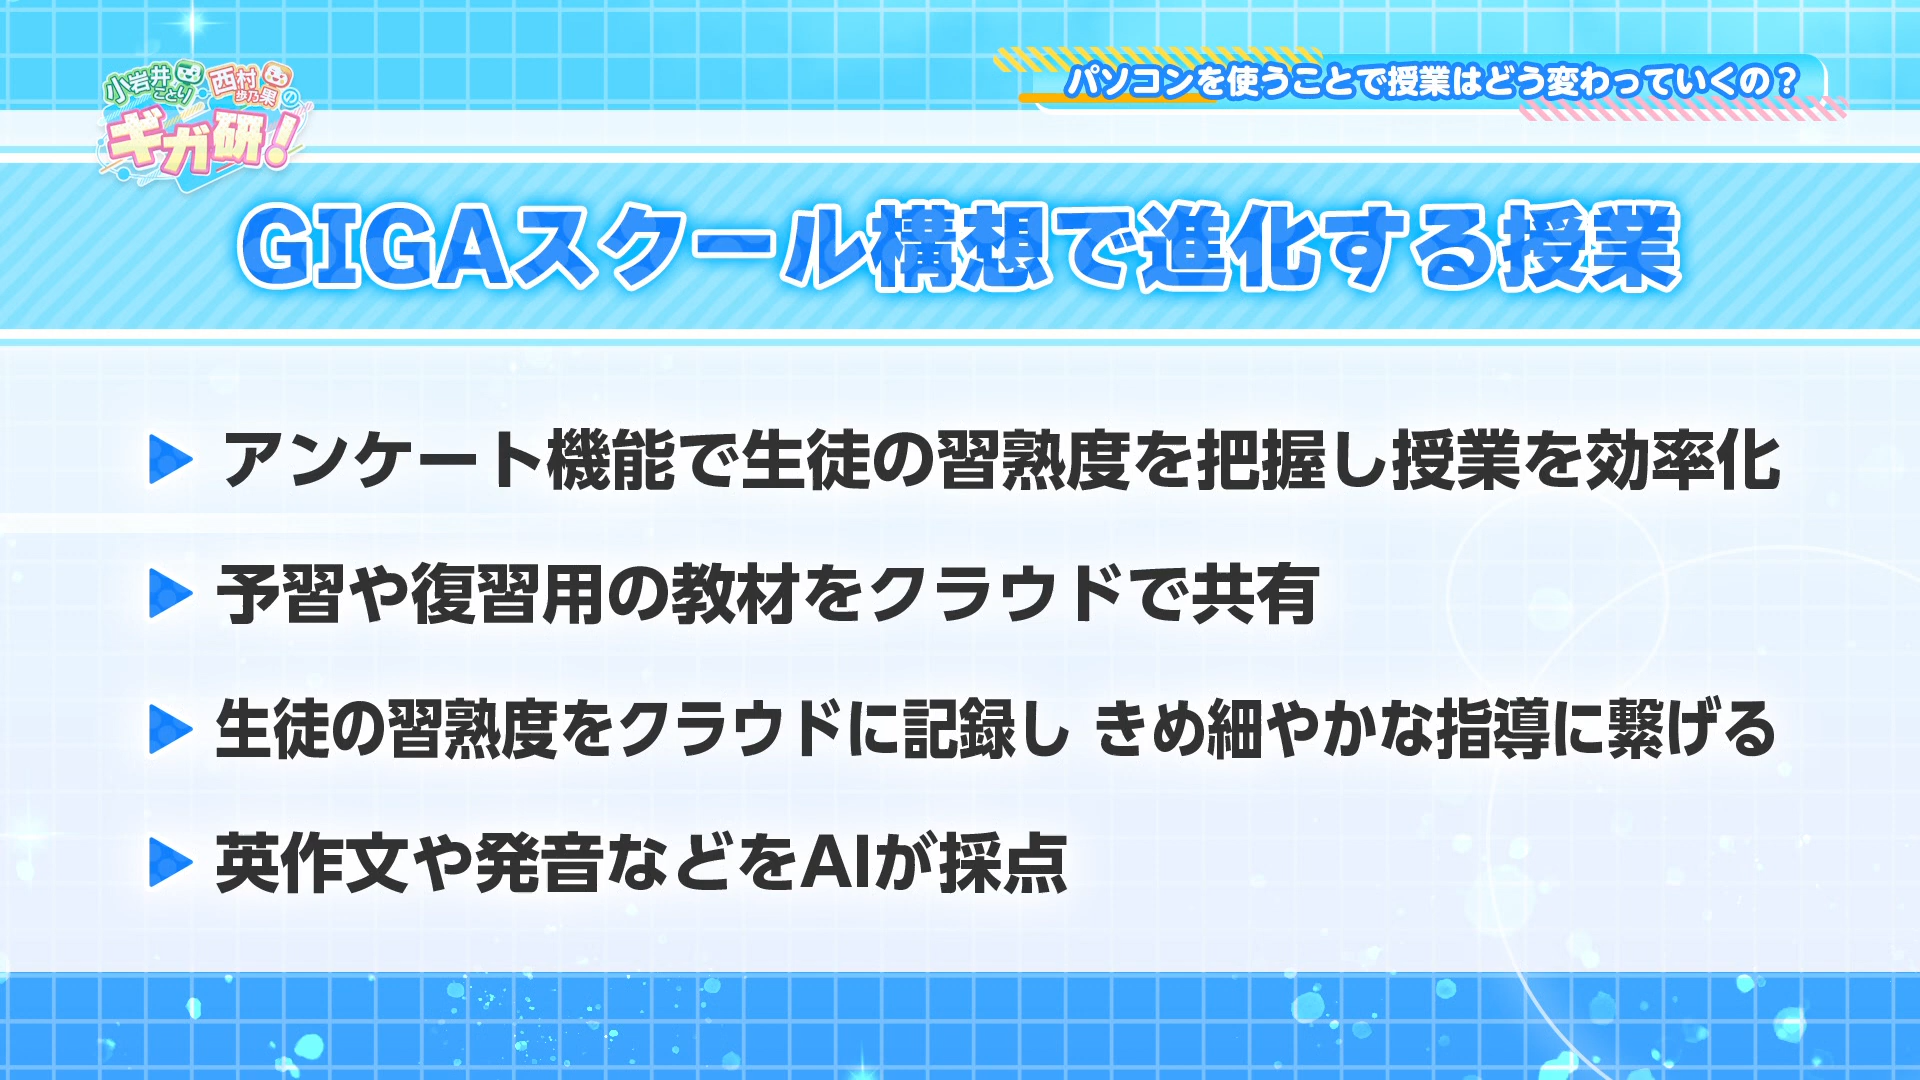 小岩井ことり 西村歩乃果の
ギガ研!
パソコンを使うことで授業はどう変わっていくの？
GIGAスクール構想で進化する授業
▶ アンケート機能で生徒の習熟度を把握し授業を効率化
▶ 予習や復習用の教材をクラウドで共有
▶ 生徒の習熟度をクラウドに記録し きめ細やかな指導に繋げる
▶ 英作文や発音などをAIが採点